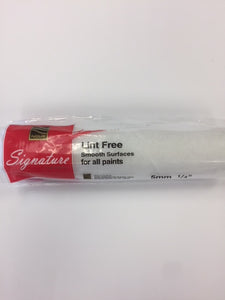 Signature
Lint Free
Smooth Surfaces
for all paints
5mm 1/4"